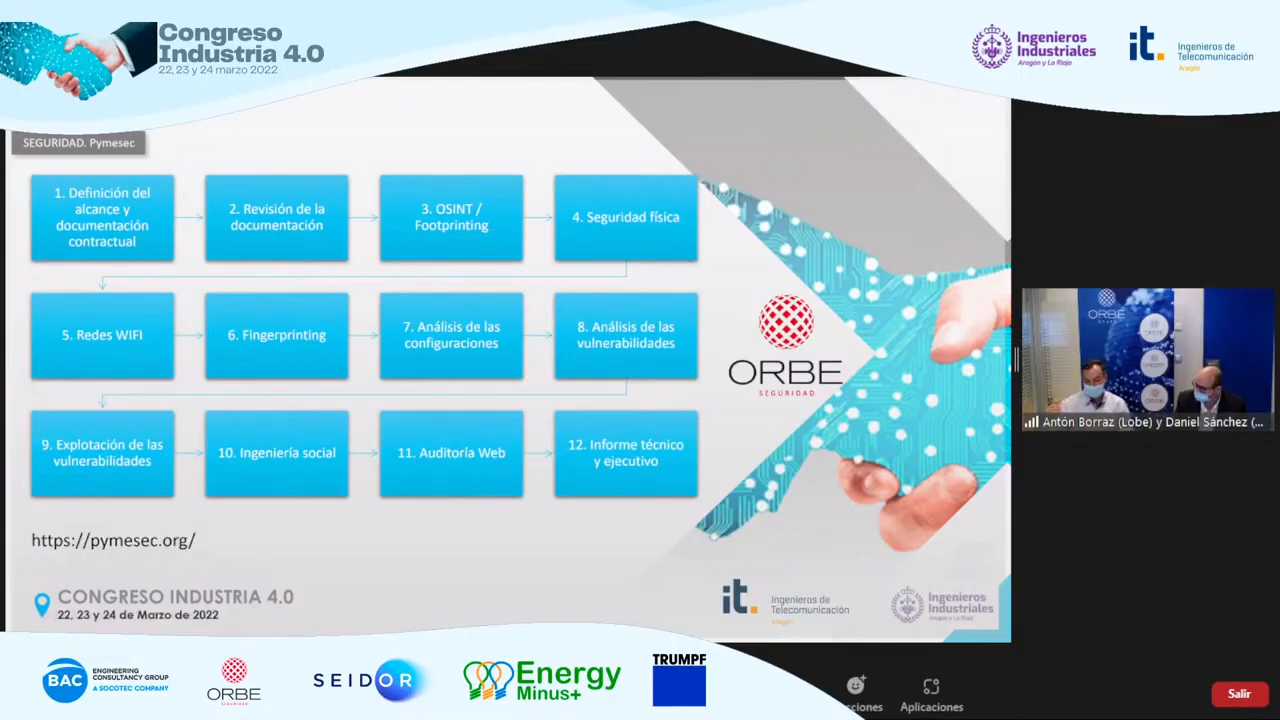 Congreso
Industria 4.0
22, 23 y 24 marzo 2022
Ingenieros
Industriales
Aragón y La Rioja
it.
Ingenieros de
Telecomunicación
Aragón
SEGURIDAD. Pymesec
1. Definición del
alcance y
documentación
contractual
2. Revisión de la
documentación
3. OSINT /
Footprinting
4. Seguridad física
5. Redes WIFI
6. Fingerprinting
7. Análisis de las
configuraciones
8. Análisis de las
vulnerabilidades
9. Explotación de las
vulnerabilidades
10. Ingeniería social
11. Auditoría Web
12. Informe técnico
y ejecutivo
ORBE
SEGURIDAD
https://pymesec.org/
CONGRESO INDUSTRIA 4.0
22, 23 y 24 de Marzo de 2022
it.
Ingenieros de
Telecomunicación
Aragón
Ingenieros
Industriales
Aragón y La Rioja
ORBE
Antón Borraz (Lobe) y Daniel Sánchez (...
BAC
ENGINEERING
CONSULTANCY GROUP
A SOCOTEC COMPANY
ORBE
SEGURIDAD
SEIDOR
Energy
Minus+
TRUMPF
cciones
Aplicaciones
Salir